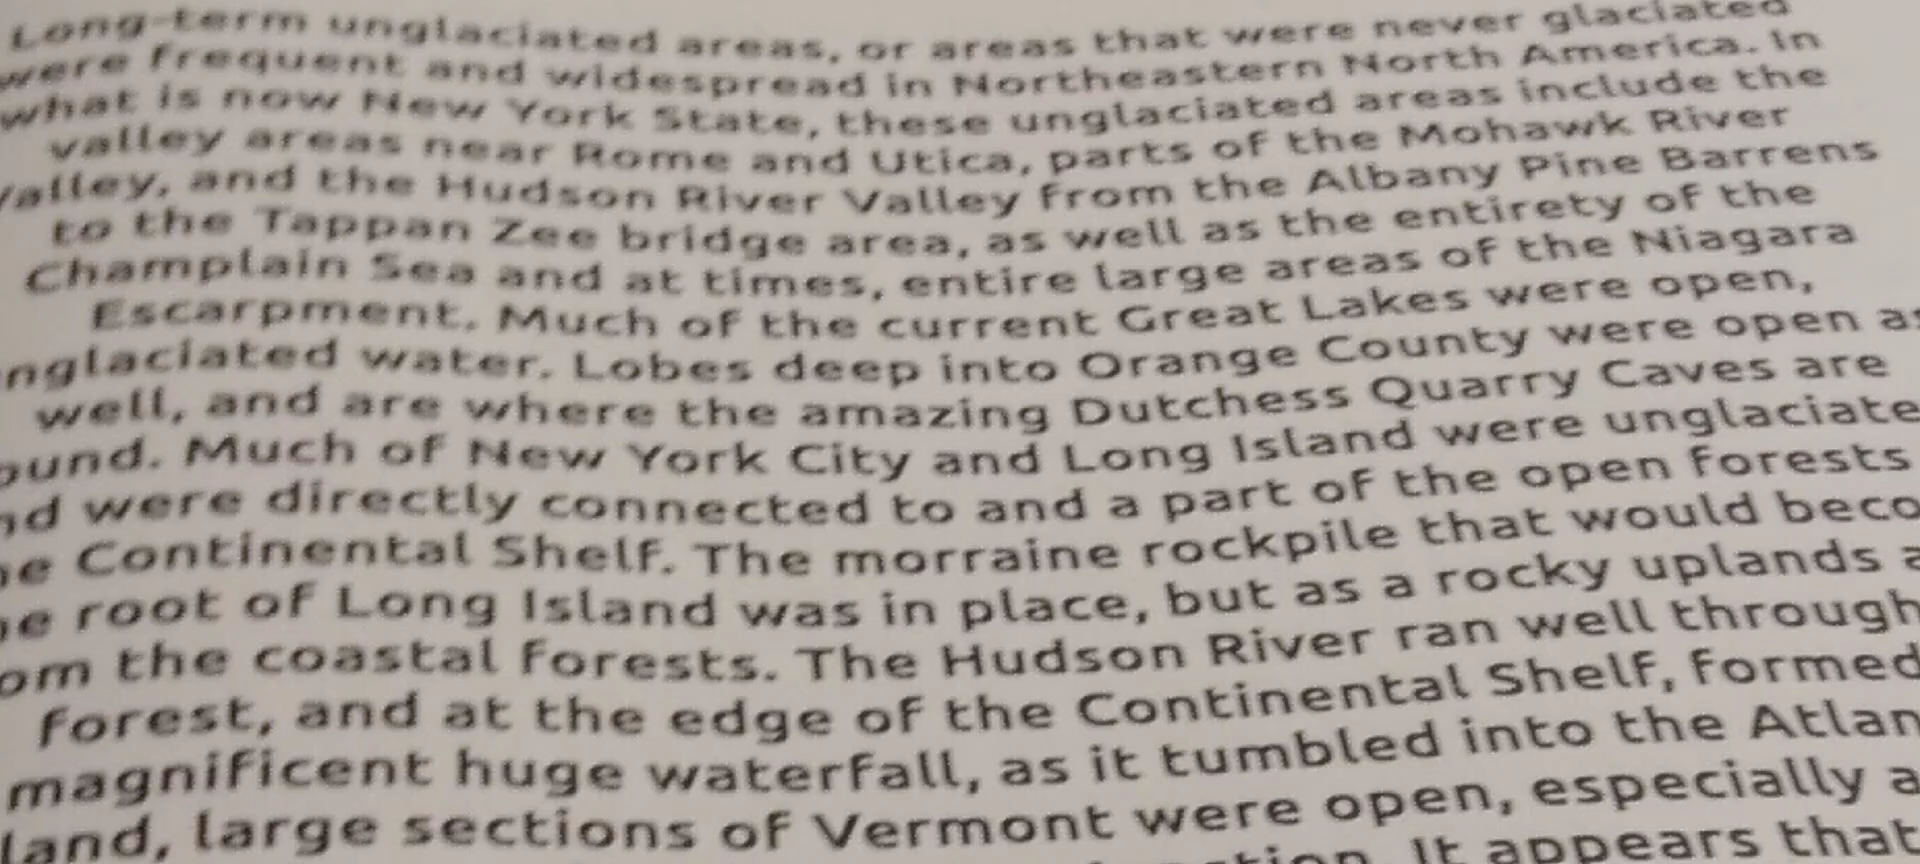 Long-term unglaciated areas, or areas that were never glaciated
were frequent and widespread in Northeastern North America. In
what is now New York State, these unglaciated areas include the
valley areas near Rome and Utica, parts of the Mohawk River
Valley, and the Hudson River Valley from the Albany Pine Barrens
to the Tappan Zee bridge area, as well as the entirety of the
Champlain Sea and at times, entire large areas of the Niagara
Escarpment. Much of the current Great Lakes were open,
nglaciated water. Lobes deep into Orange County were open as
well, and are where the amazing Dutchess Quarry Caves are
ound. Much of New York City and Long Island were unglaciate
nd were directly connected to and a part of the open forests
he Continental Shelf. The morraine rockpile that would beco
he root of Long Island was in place, but as a rocky uplands a
om the coastal forests. The Hudson River ran well through
forest, and at the edge of the Continental Shelf, formed
magnificent huge waterfall, as it tumbled into the Atlan
land, large sections of Vermont were open, especially a
It appears that